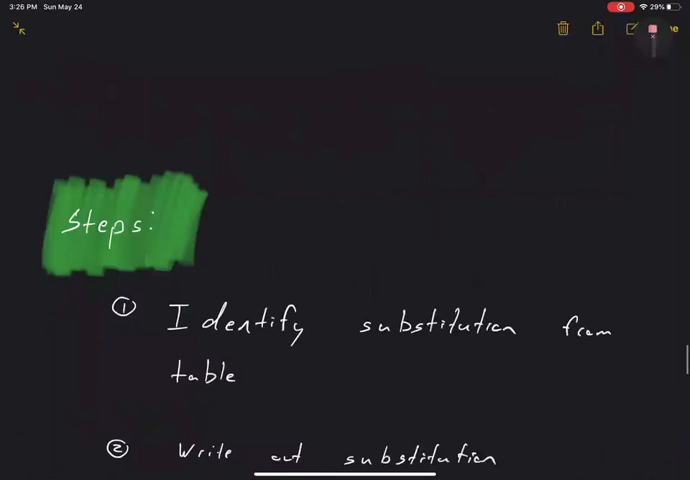 3:26 PM Sun May 24
29%
Steps:
① Identify substitution from
table
② Write out substitution